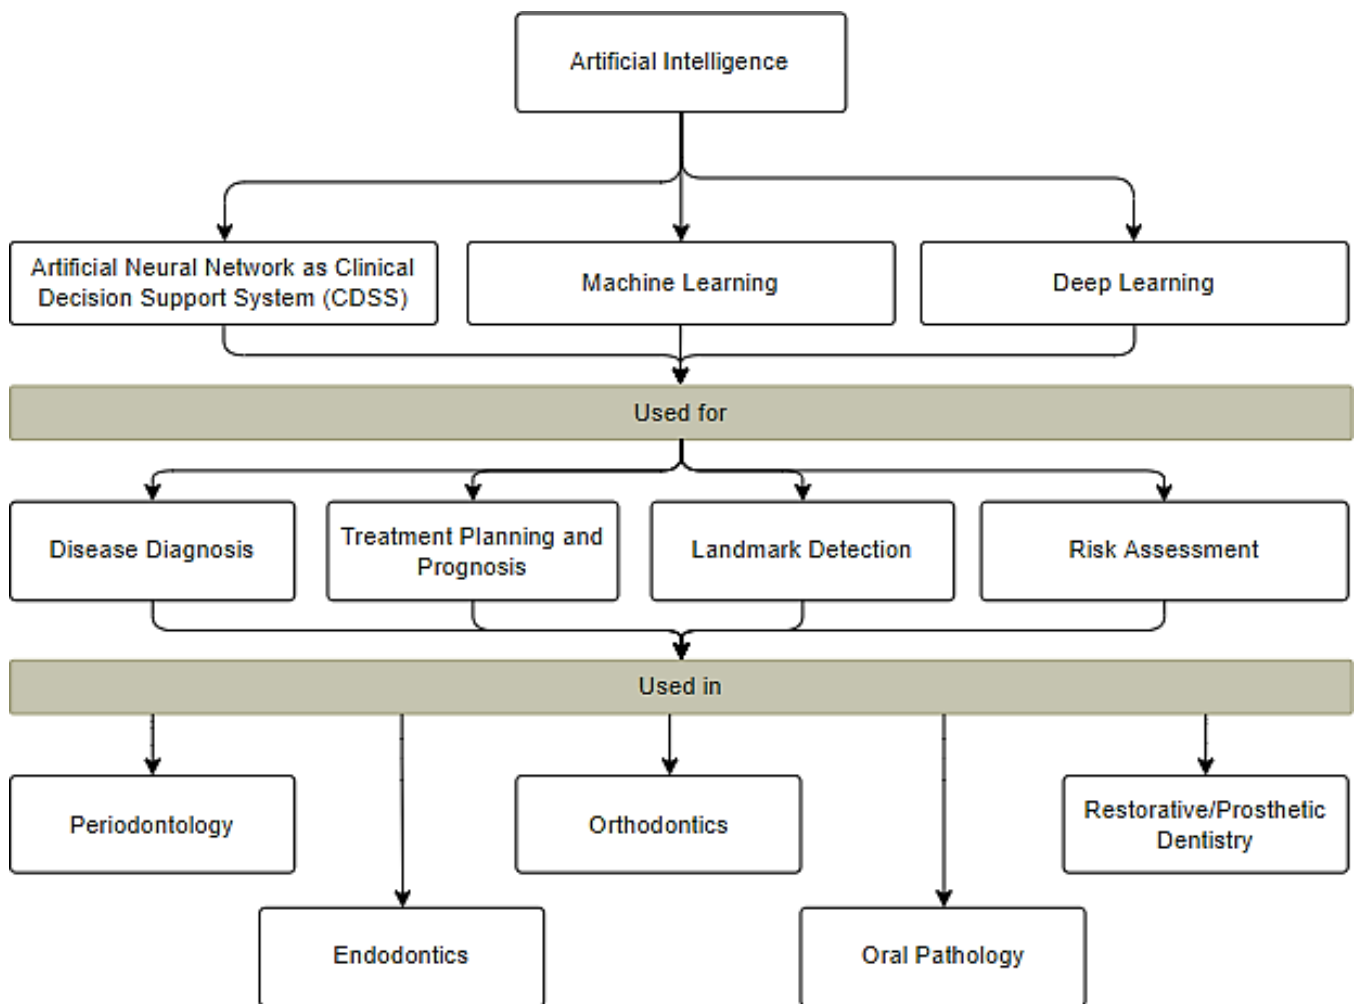 Artificial Intelligence
Artificial Neural Network as Clinical
Decision Support System (CDSS)
Machine Learning
Deep Learning
Used for
Disease Diagnosis
Treatment Planning and
Prognosis
Landmark Detection
Risk Assessment
Used in
Periodontology
Orthodontics
Restorative/Prosthetic
Dentistry
Endodontics
Oral Pathology